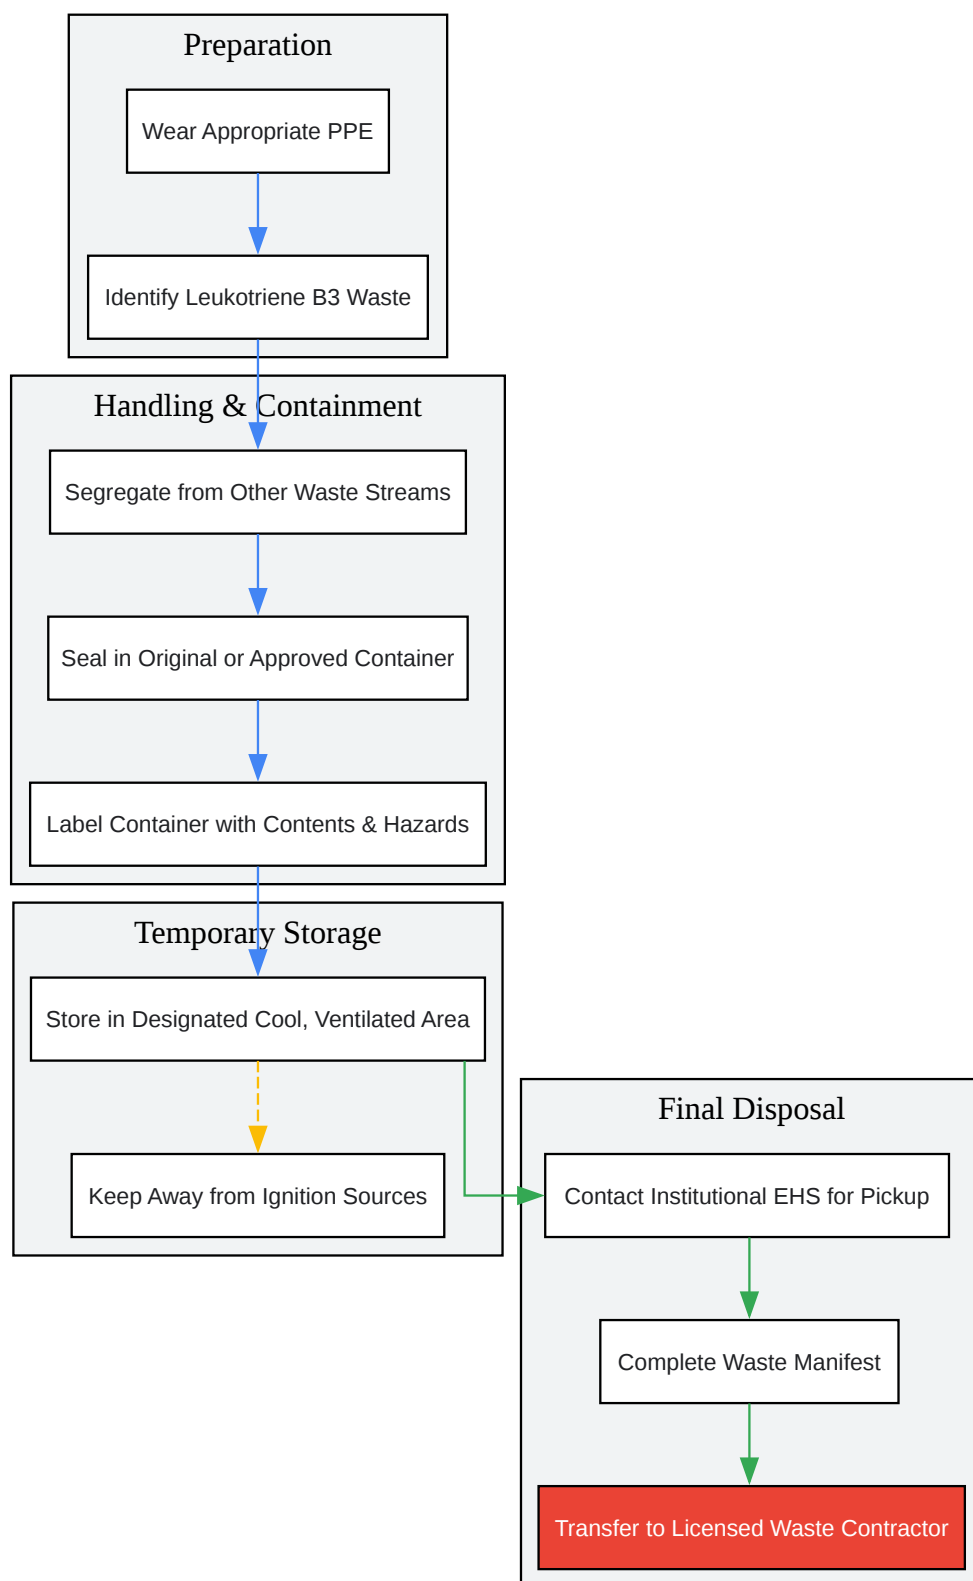 Preparation
Wear Appropriate PPE
Identify Leukotriene B3 Waste
Handling & Containment
Segregate from Other Waste Streams
Seal in Original or Approved Container
Label Container with Contents & Hazards
Temporary Storage
Store in Designated Cool, Ventilated Area
Keep Away from Ignition Sources
Final Disposal
Contact Institutional EHS for Pickup
Complete Waste Manifest
Transfer to Licensed Waste Contractor